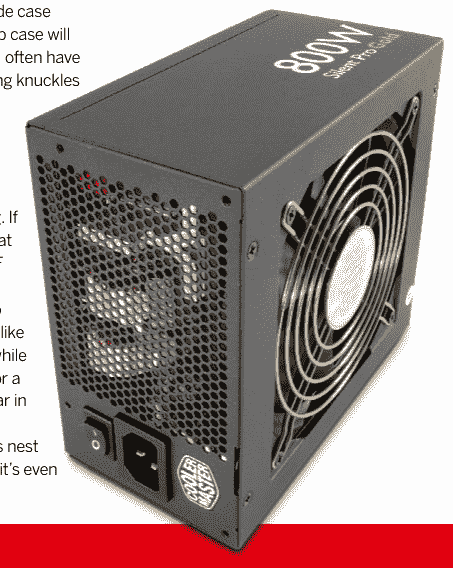 de case
p case will
often have
ng knuckles
800W
Silent Pro Gold
. If
at
like
while
or a
ar in
s nest
it's even
COOLER
MASTER